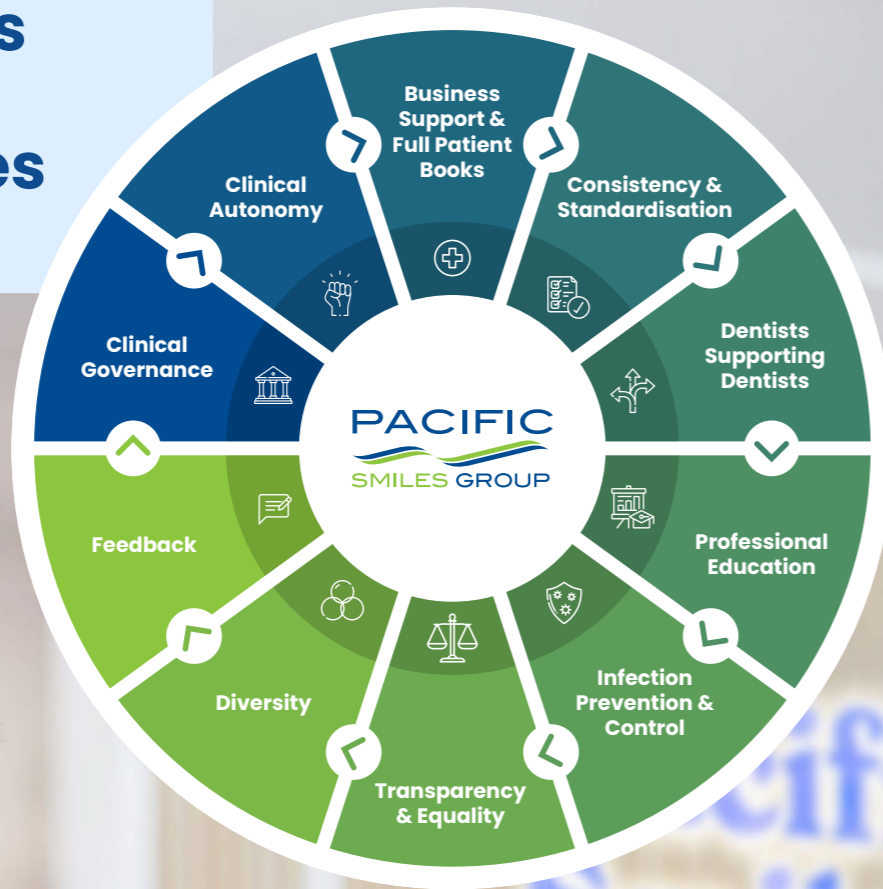 s
es
Business
Support &
Full Patient
Books
Consistency &
Standardisation
Dentists
Supporting
Dentists
Professional
Education
Infection
Prevention &
Control
Transparency
& Equality
Diversity
Feedback
Clinical
Governance
Clinical
Autonomy
PACIFIC
SMILES GROUP